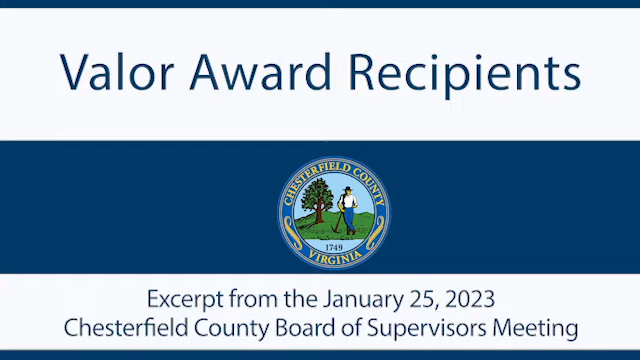 Valor Award Recipients
CHESTERFIELD COUNTY
1749
VIRGINIA
Excerpt from the January 25, 2023
Chesterfield County Board of Supervisors Meeting